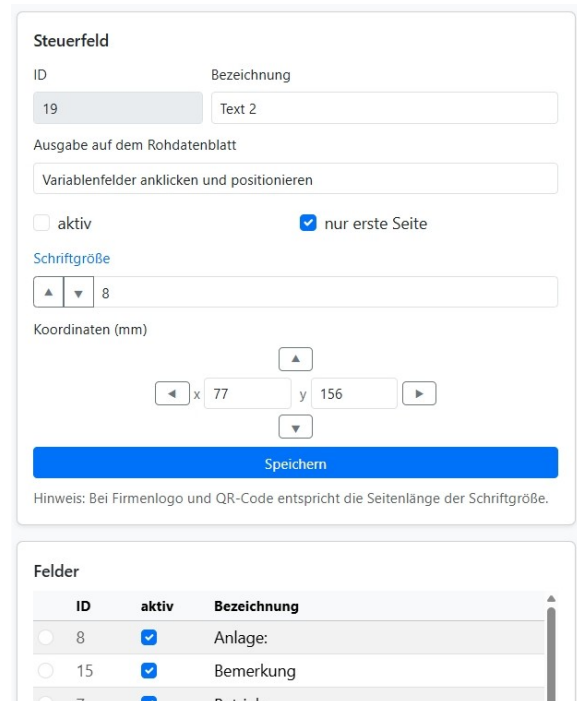 Steuerfeld
ID Bezeichnung
19 Text 2
Ausgabe auf dem Rohdatenblatt
Variablenfelder anklicken und positionieren
aktiv nur erste Seite
Schriftgröße
▲ ▼ 8
Koordinaten (mm)
▲
◄ x 77 y 156 ►
▼
Speichern
Hinweis: Bei Firmenlogo und QR-Code entspricht die Seitenlänge der Schriftgröße.
Felder
ID aktiv Bezeichnung
8 Anlage:
15 Bemerkung